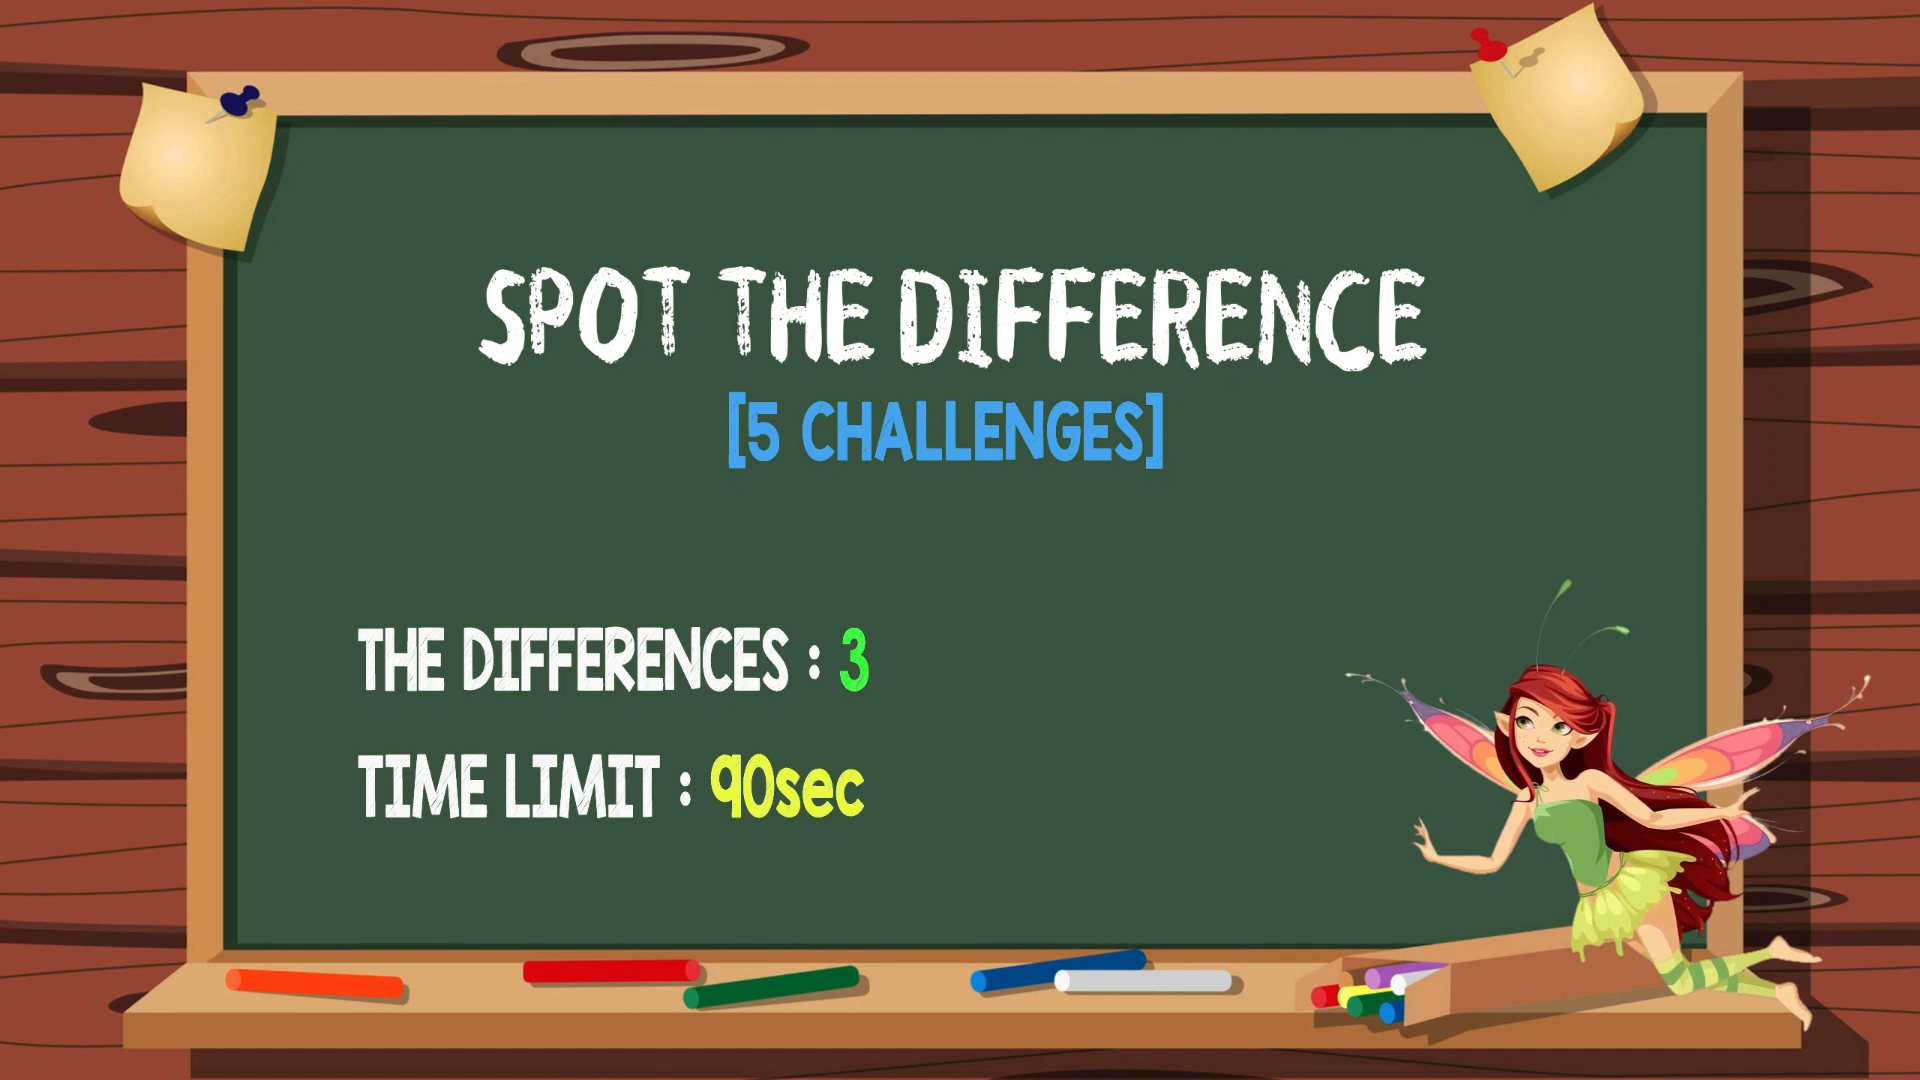 SPOT THE DIFFERENCE
[5 CHALLENGES]
THE DIFFERENCES : 3
TIME LIMIT : 90sec